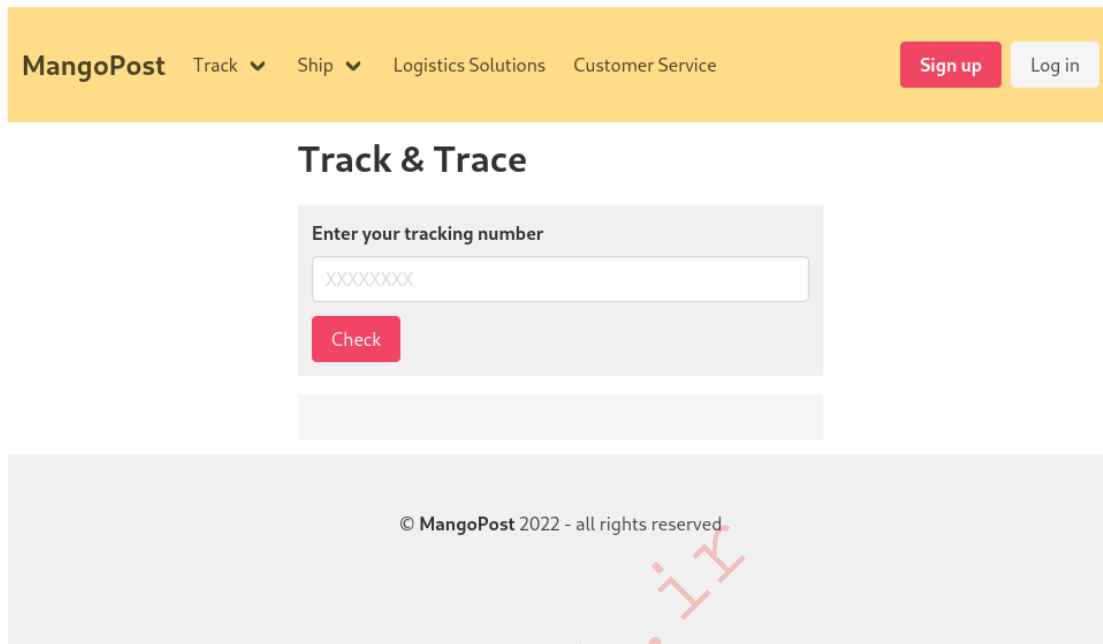 MangoPost Track Ship Logistics Solutions Customer Service Sign up Log in
Track & Trace
Enter your tracking number
XXXXXXXX
Check
© MangoPost 2022 - all rights reserved
.ir